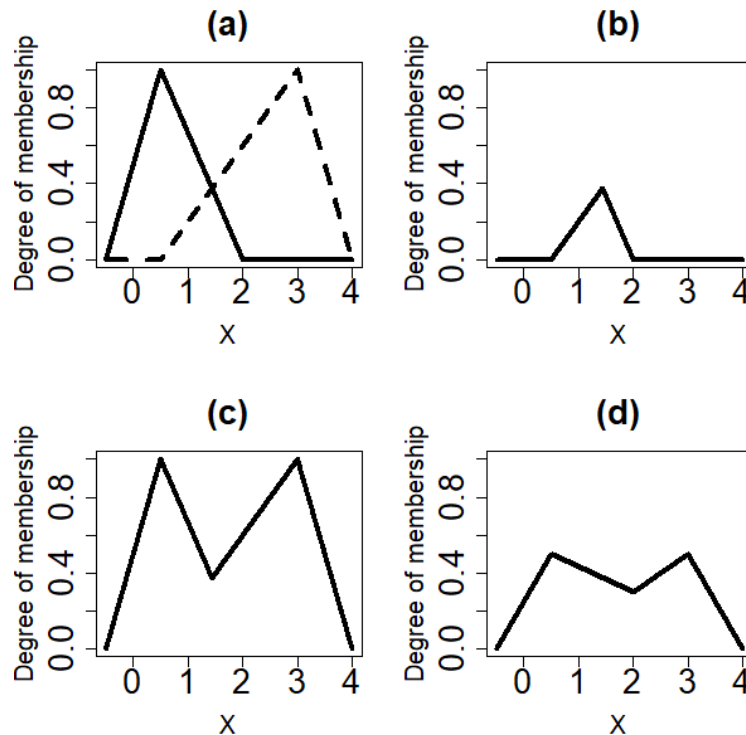 (a)
Degree of membership
0.0 0.4 0.8
0 1 2 3 4
X
(b)
Degree of membership
0.0 0.4 0.8
0 1 2 3 4
X
(c)
Degree of membership
0.0 0.4 0.8
0 1 2 3 4
X
(d)
Degree of membership
0.0 0.4 0.8
0 1 2 3 4
X